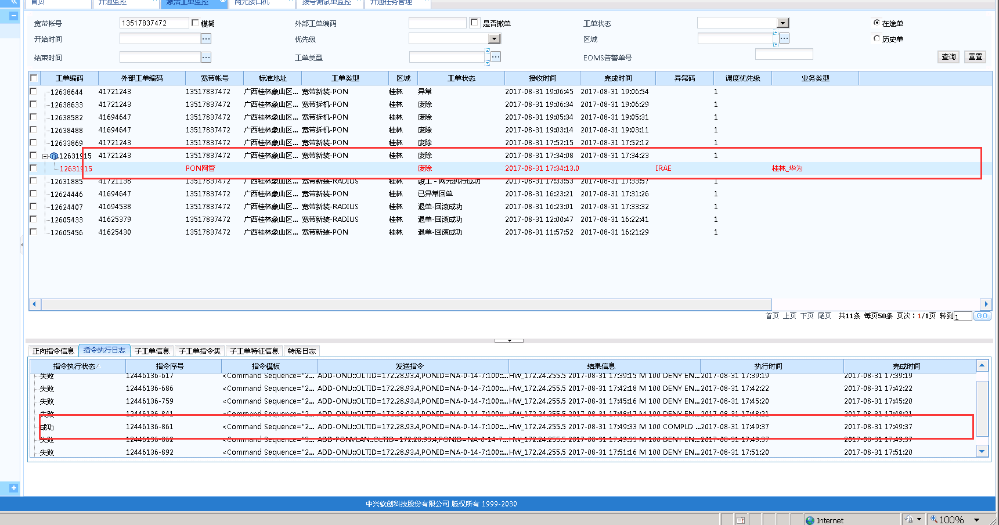 首页 开通监控 激活工单监控 网元接口机 拨号测试单监控 开通任务管理
宽带帐号 13517837472 模糊 外部工单编码 是否撤单 工单状态 在途单
开始时间 优先级 区域 历史单
结束时间 工单类型 EOMS告警单号 查询 重置
工单编码 外部工单编码 宽带帐号 标准地址 工单类型 区域 工单状态 接收时间 完成时间 异常码 调度优先级 业务类型
12638644 41721243 13517837472 广西桂林象山区... 宽带新装-PON 桂林 异常 2017-08-31 19:06:45 2017-08-31 19:06:54 1
12638633 41721243 13517837472 广西桂林象山区... 宽带拆机-PON 桂林 废除 2017-08-31 19:06:34 2017-08-31 19:06:29 1
12638582 41694647 13517837472 广西桂林象山区... 宽带拆机-PON 桂林 废除 2017-08-31 19:05:34 2017-08-31 19:05:31 1
12638488 41694647 13517837472 广西桂林象山区... 宽带拆机-PON 桂林 废除 2017-08-31 19:03:14 2017-08-31 19:03:11 1
12633869 41721243 13517837472 广西桂林象山区... 宽带新装-PON 桂林 废除 2017-08-31 17:52:15 2017-08-31 17:52:12 1
12631915 41721243 13517837472 广西桂林象山区... 宽带新装-PON 桂林 废除 2017-08-31 17:34:08 2017-08-31 17:34:23 1
12631915 PON网管 废除 2017-08-31 17:34:13.0 IRAE 桂林_华为
12631885 41721138 13517837472 广西桂林象山区... 宽带新装-RADIUS 桂林 竣工 - 网元执行成功 2017-08-31 17:33:53 2017-08-31 17:33:57 1
12624446 41694647 13517837472 广西桂林象山区... 宽带新装-PON 桂林 已异常回单 2017-08-31 16:23:21 2017-08-31 17:31:26 1
12624407 41694538 13517837472 广西桂林象山区... 宽带新装-RADIUS 桂林 退单-回滚成功 2017-08-31 16:23:01 2017-08-31 17:33:32 1
12605433 41625379 13517837472 广西桂林象山区... 宽带新装-RADIUS 桂林 退单-回滚成功 2017-08-31 12:00:47 2017-08-31 16:22:41 1
12605456 41625430 13517837472 广西桂林象山区... 宽带新装-PON 桂林 退单-回滚成功 2017-08-31 11:57:52 2017-08-31 16:21:29 1
首页 上页 下页 尾页 共11条 每页50条 页次：1/1页 转到 1 GO
正向指令信息 指令执行日志 子工单信息 子工单指令集 子工单特征信息 转派日志
指令执行状态 指令序号 指令模板 发送指令 结果信息 执行时间 完成时间
失败 12446136-617 <Command Sequence="2... ADD-ONU::OLTID=172.28.93.4,PONID=NA-0-14-7:100::... HW_172.24.255.5 2017-08-31 17:39:15 M 100 DENY EN... 2017-08-31 17:39:19 2017-08-31 17:39:19
失败 12446136-686 <Command Sequence="2... ADD-ONU::OLTID=172.28.93.4,PONID=NA-0-14-7:100::... HW_172.24.255.5 2017-08-31 17:42:18 M 100 DENY EN... 2017-08-31 17:42:22 2017-08-31 17:42:22
失败 12446136-759 <Command Sequence="2... ADD-ONU::OLTID=172.28.93.4,PONID=NA-0-14-7:100::... HW_172.24.255.5 2017-08-31 17:45:16 M 100 DENY EN... 2017-08-31 17:45:20 2017-08-31 17:45:20
失败 12446136-841 <Command Sequence="2... ADD-ONU::OLTID=172.28.93.4,PONID=NA-0-14-7:100::... HW_172.24.255.5 2017-08-31 17:48:17 M 100 DENY EN... 2017-08-31 17:48:21 2017-08-31 17:48:21
成功 12446136-861 <Command Sequence="2... ADD-ONU::OLTID=172.28.93.4,PONID=NA-0-14-7:100::... HW_172.24.255.5 2017-08-31 17:49:33 M 100 COMPLD ... 2017-08-31 17:49:37 2017-08-31 17:49:37
失败 12446136-862 <Command Sequence="3... ADD-PONVLAN::OLTID=172.28.93.4,PONID=NA-0-14-7... HW_172.24.255.5 2017-08-31 17:49:33 M 100 DENY EN... 2017-08-31 17:49:37 2017-08-31 17:49:37
失败 12446136-892 <Command Sequence="2... ADD-ONU::OLTID=172.28.93.4,PONID=NA-0-14-7:100::... HW_172.24.255.5 2017-08-31 17:51:16 M 100 DENY EN... 2017-08-31 17:51:20 2017-08-31 17:51:20
中兴软创科技股份有限公司 版权所有 1999-2030
Internet 100%